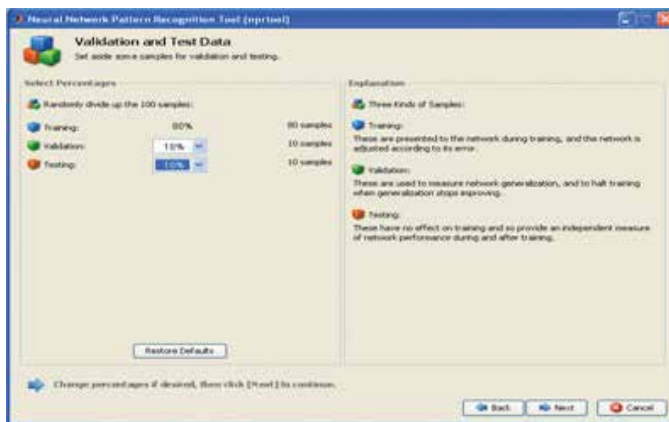 Neural Network Pattern Recognition Tool (nprtool)
Validation and Test Data
Set aside some samples for validation and testing.
Select Percentages
Randomly divide up the 100 samples:
Training: 80% 80 samples
Validation: 10% 10 samples
Testing: 10% 10 samples
Restore Defaults
Explanation
Three Kinds of Samples:
Training:
These are presented to the network during training, and the network is
adjusted according to its error.
Validation:
These are used to measure network generalization, and to halt training
when generalization stops improving.
Testing:
These have no effect on training and so provide an independent measure
of network performance during and after training.
Change percentages if desired, then click [Next] to continue.
Back Next Cancel